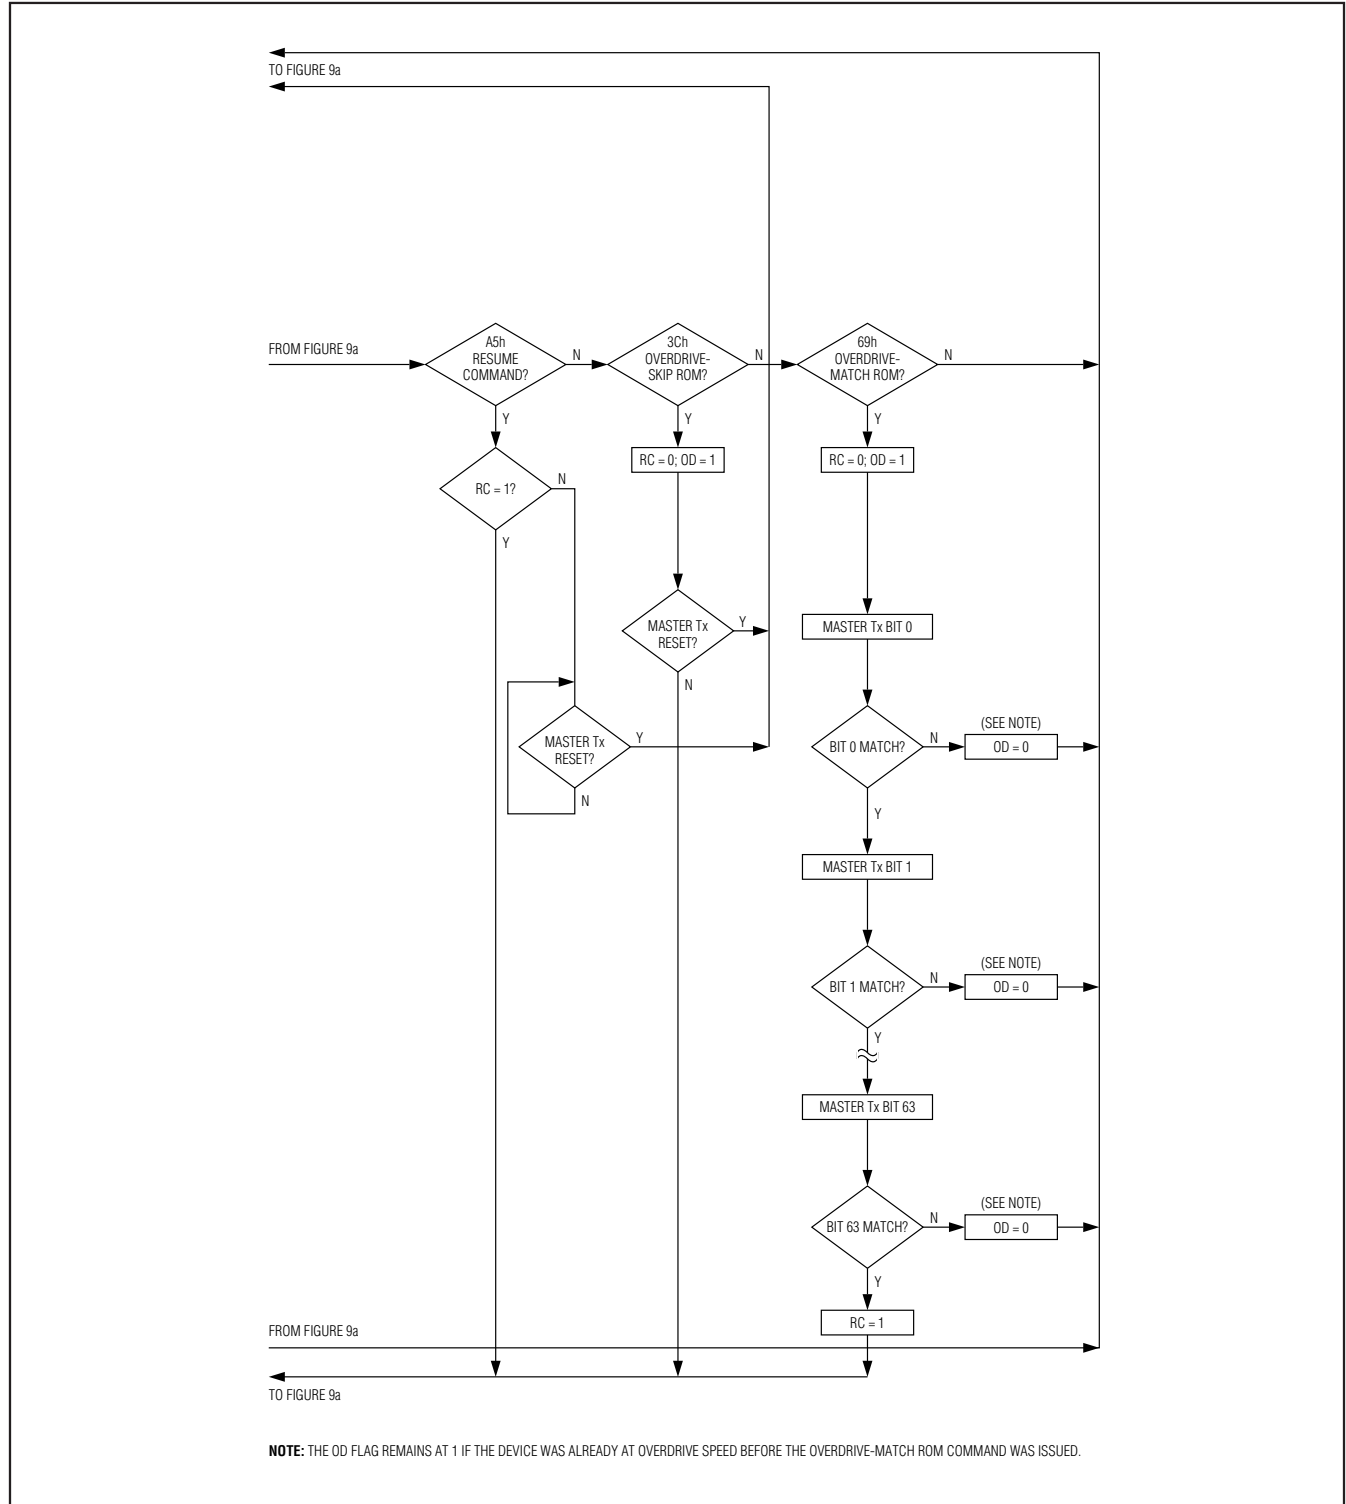 TO FIGURE 9a
FROM FIGURE 9a
A5h
RESUME
COMMAND?
N
3Ch
OVERDRIVE-
SKIP ROM?
N
69h
OVERDRIVE-
MATCH ROM?
N
Y
Y
Y
RC = 1?
N
Y
RC = 0; OD = 1
RC = 0; OD = 1
MASTER Tx
RESET?
Y
N
MASTER Tx BIT 0
MASTER Tx
RESET?
Y
N
BIT 0 MATCH?
N
(SEE NOTE)
OD = 0
Y
MASTER Tx BIT 1
BIT 1 MATCH?
N
(SEE NOTE)
OD = 0
Y
MASTER Tx BIT 63
BIT 63 MATCH?
N
(SEE NOTE)
OD = 0
Y
RC = 1
FROM FIGURE 9a
TO FIGURE 9a
NOTE: THE OD FLAG REMAINS AT 1 IF THE DEVICE WAS ALREADY AT OVERDRIVE SPEED BEFORE THE OVERDRIVE-MATCH ROM COMMAND WAS ISSUED.